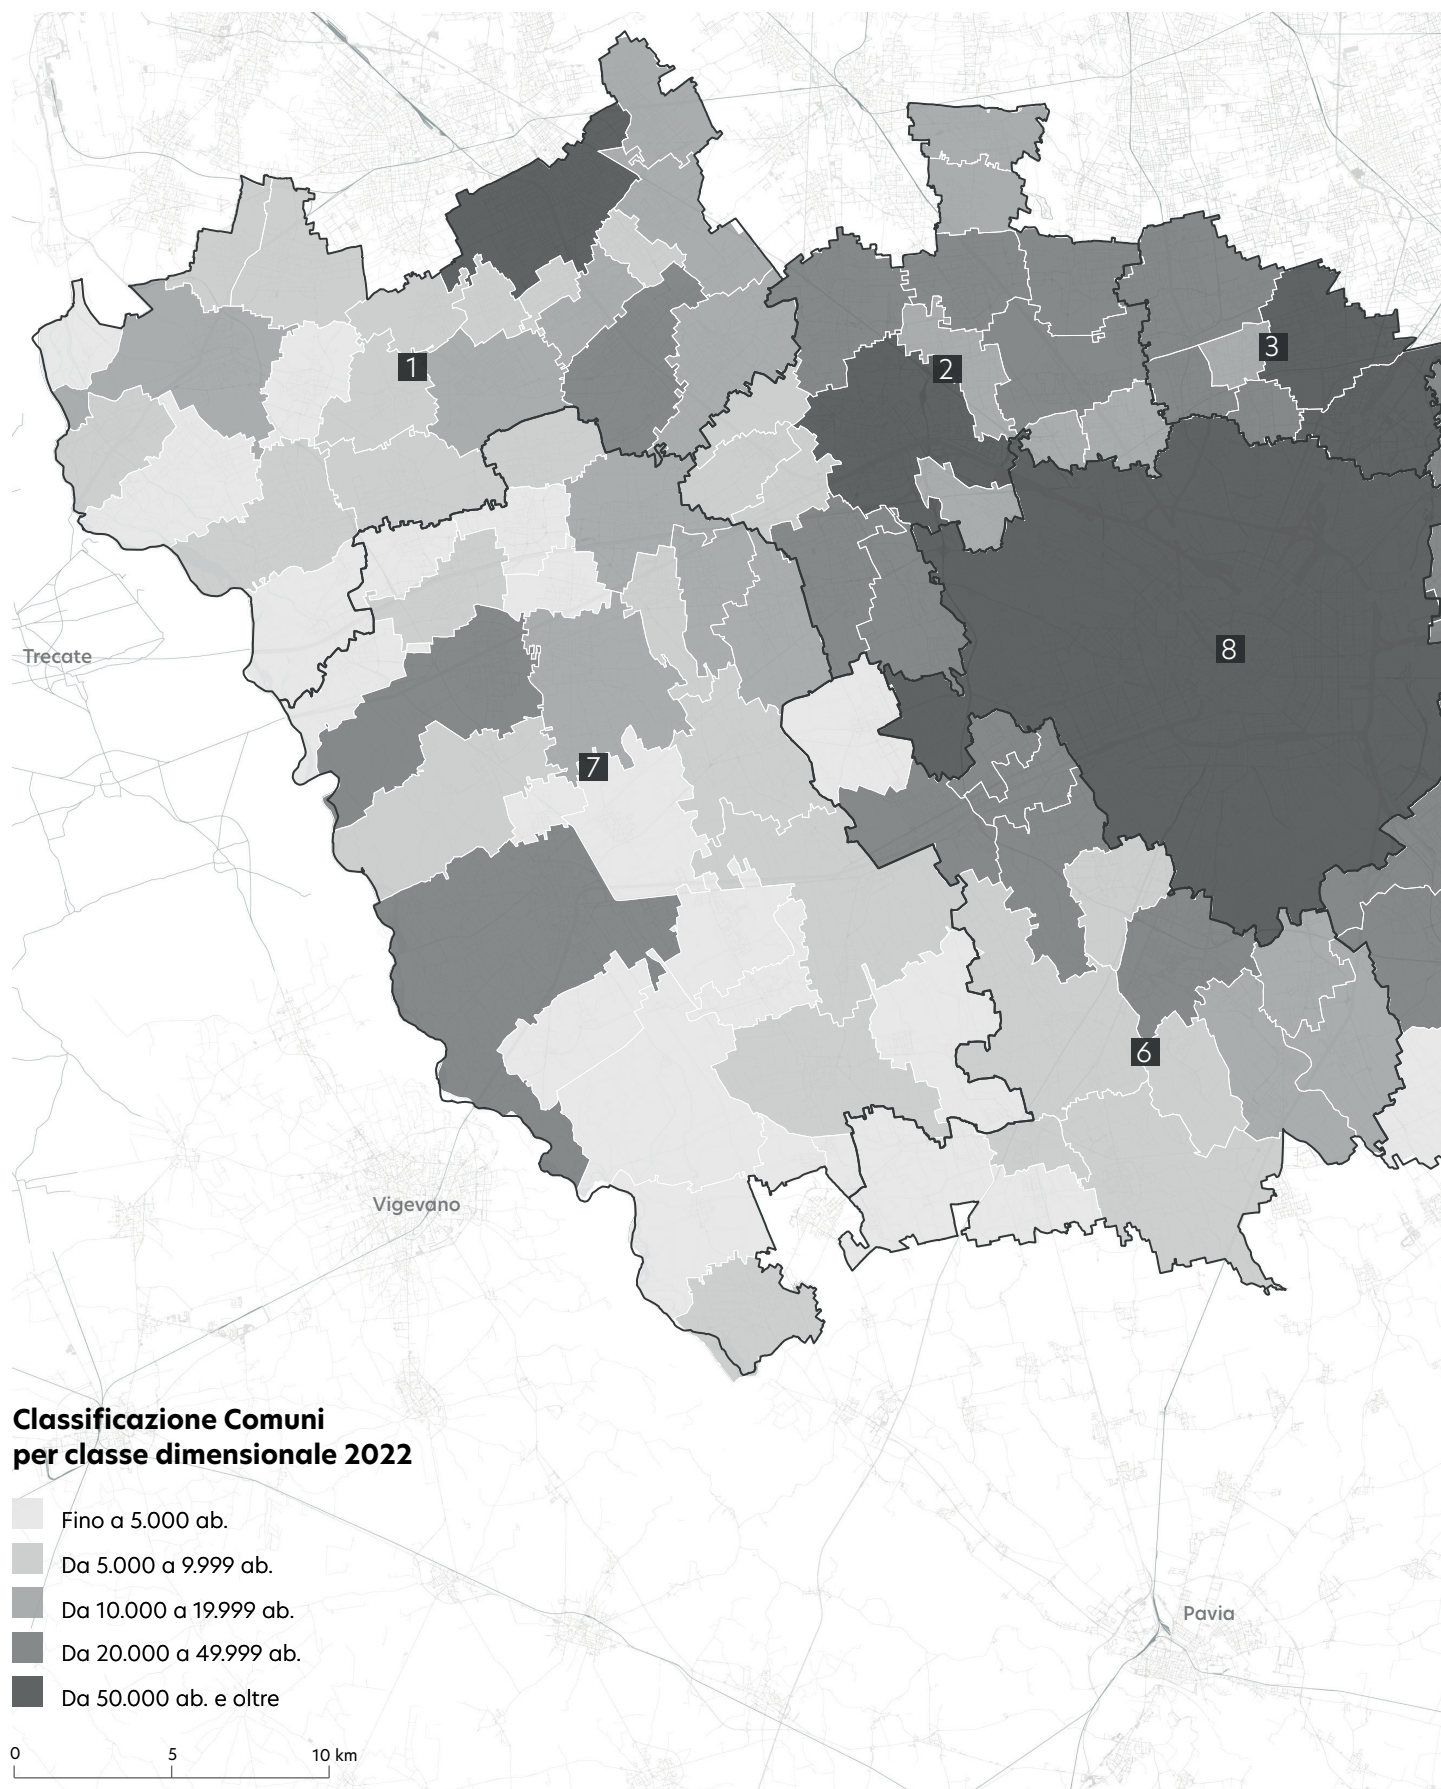 1
2
3
8
Trecate
7
6
Vigevano
Classificazione Comuni
per classe dimensionale 2022
Fino a 5.000 ab.
Da 5.000 a 9.999 ab.
Da 10.000 a 19.999 ab.
Da 20.000 a 49.999 ab.
Da 50.000 ab. e oltre
Pavia
0 5 10 km